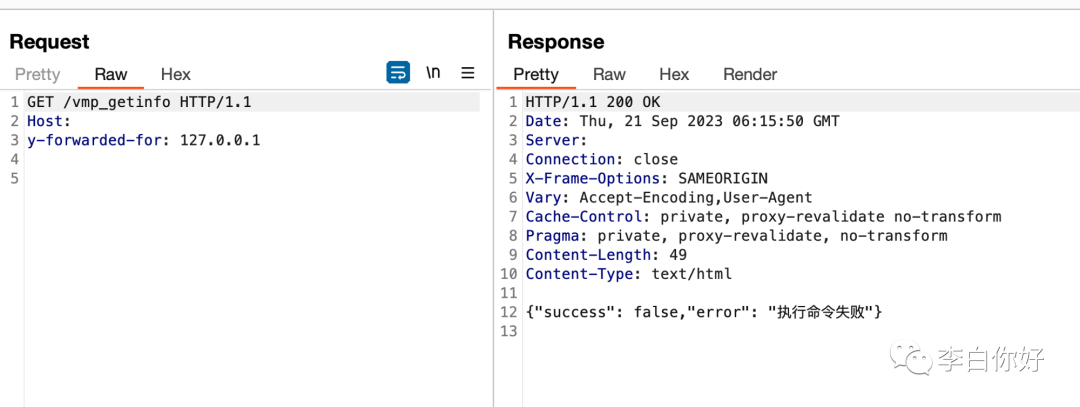 Request
Pretty Raw Hex \n
1 GET /vmp_getinfo HTTP/1.1
2 Host:
3 y-forwarded-for: 127.0.0.1
4
5
Response
Pretty Raw Hex Render
1 HTTP/1.1 200 OK
2 Date: Thu, 21 Sep 2023 06:15:50 GMT
3 Server:
4 Connection: close
5 X-Frame-Options: SAMEORIGIN
6 Vary: Accept-Encoding,User-Agent
7 Cache-Control: private, proxy-revalidate no-transform
8 Pragma: private, proxy-revalidate, no-transform
9 Content-Length: 49
10 Content-Type: text/html
11
12 {"success": false,"error": "执行命令失败"}
13
李白你好